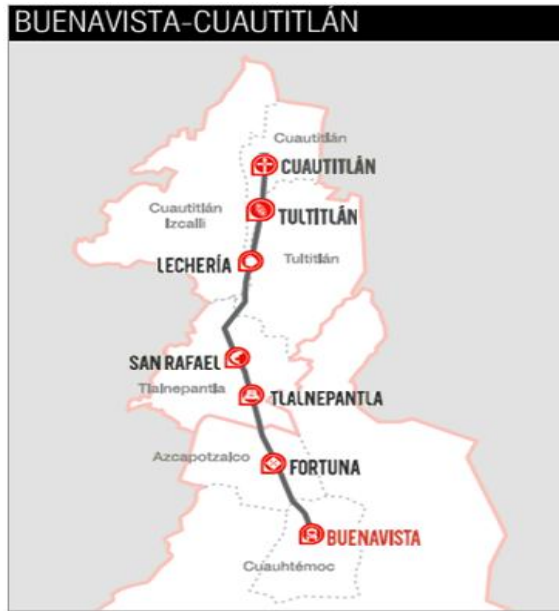 BUENAVISTA-CUAUTITLÁN
Cuautitlán
CUAUTITLÁN
Cuautitlán
Izcalli
TULTITLÁN
LECHERÍA
Tultitlán
SAN RAFAEL
Tlalnepantla
TLALNEPANTLA
Azcapotzalco
FORTUNA
BUENAVISTA
Cuauhtémoc